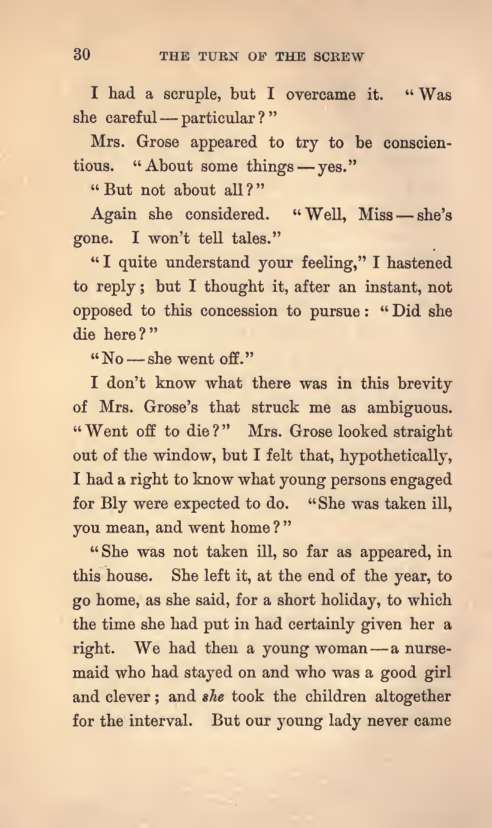 30 THE TURN OF THE SCREW
I had a scruple, but I overcame it. "Was
she careful — particular?"
Mrs. Grose appeared to try to be conscien-
tious. "About some things — yes."
"But not about all?"
Again she considered. "Well, Miss — she's
gone. I won't tell tales."
"I quite understand your feeling," I hastened
to reply; but I thought it, after an instant, not
opposed to this concession to pursue: "Did she
die here?"
"No — she went off."
I don't know what there was in this brevity
of Mrs. Grose's that struck me as ambiguous.
"Went off to die?" Mrs. Grose looked straight
out of the window, but I felt that, hypothetically,
I had a right to know what young persons engaged
for Bly were expected to do. "She was taken ill,
you mean, and went home?"
"She was not taken ill, so far as appeared, in
this house. She left it, at the end of the year, to
go home, as she said, for a short holiday, to which
the time she had put in had certainly given her a
right. We had then a young woman — a nurse-
maid who had stayed on and who was a good girl
and clever; and she took the children altogether
for the interval. But our young lady never came